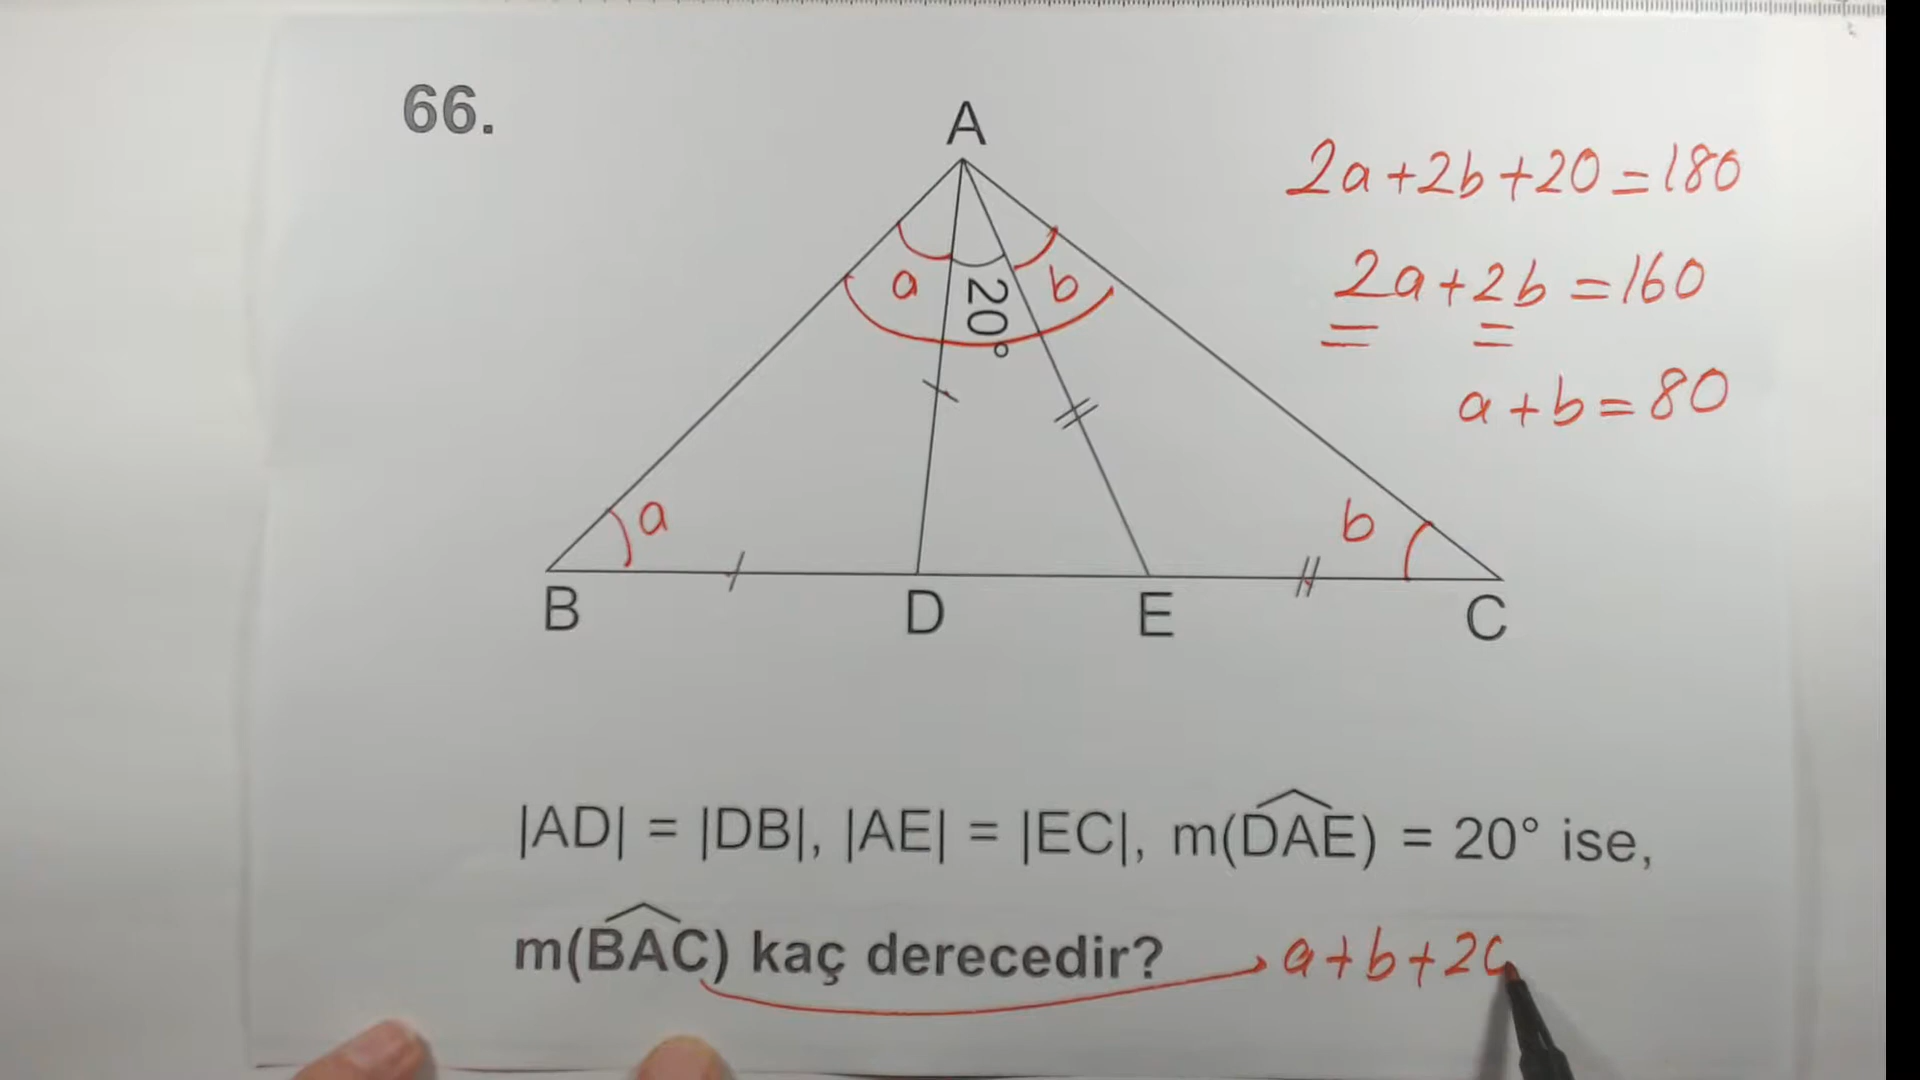 66.
A
2a+2b+20=180
a
20°
b
2a+2b=160
a+b=80
a
b
B
D
E
C
|AD| = |DB|, |AE| = |EC|, m(DAE) = 20° ise,
m(BAC) kaç derecedir?
a+b+20